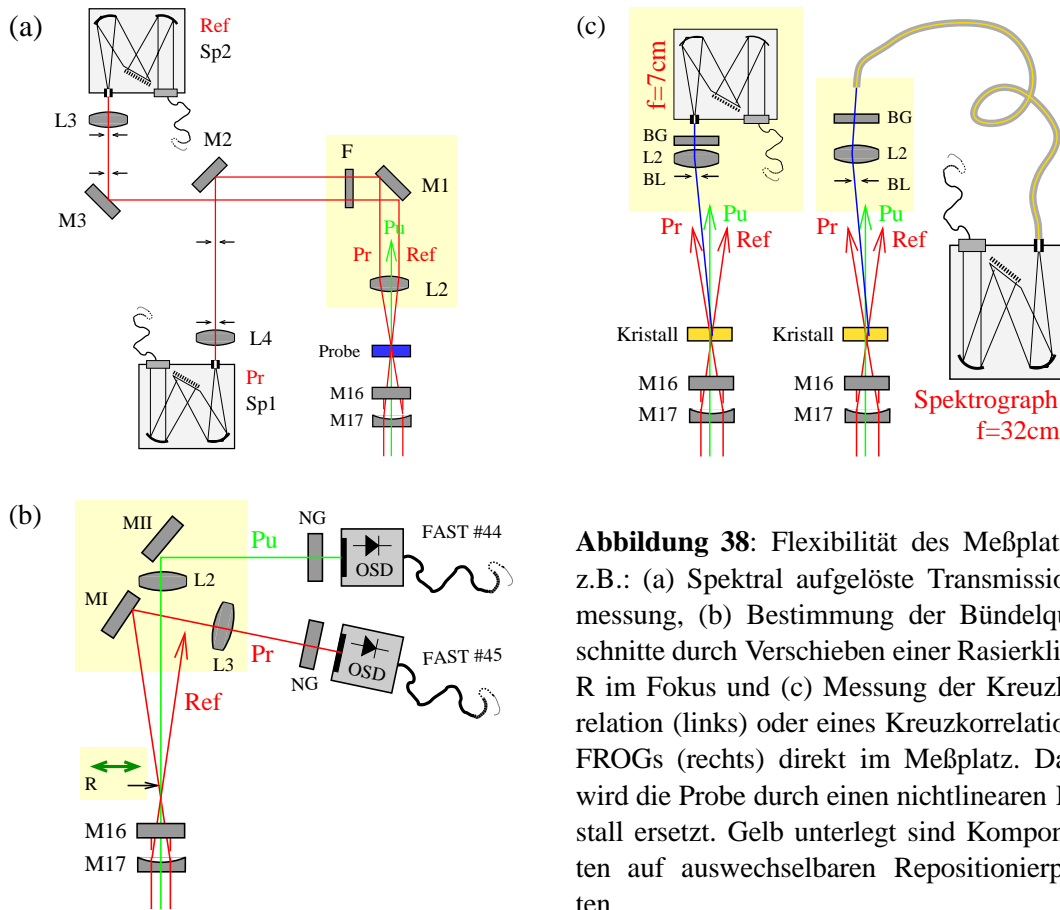 (a)
Ref
Sp2
L3
M2
F
M1
M3
Pu
Pr
Ref
L2
L4
Probe
Pr
Sp1
M16
M17
(b)
MII
NG
FAST #44
Pu
OSD
L2
MI
L3
Pr
NG
OSD
FAST #45
Ref
R
M16
M17
(c)
f=7cm
BG
L2
BL
Pu
Pr
Ref
Kristall
M16
M17
BG
L2
BL
Pu
Pr
Ref
Kristall
M16
M17
Spektrograph
f=32cm
Abbildung 38: Flexibilität des Meßplat
z.B.: (a) Spektral aufgelöste Transmissio
messung, (b) Bestimmung der Bündelqu
schnitte durch Verschieben einer Rasierkli
R im Fokus und (c) Messung der Kreuzk
relation (links) oder eines Kreuzkorrelatio
FROGs (rechts) direkt im Meßplatz. Da
wird die Probe durch einen nichtlinearen
stall ersetzt. Gelb unterlegt sind Kompon
ten auf auswechselbaren Repositionierp
ten